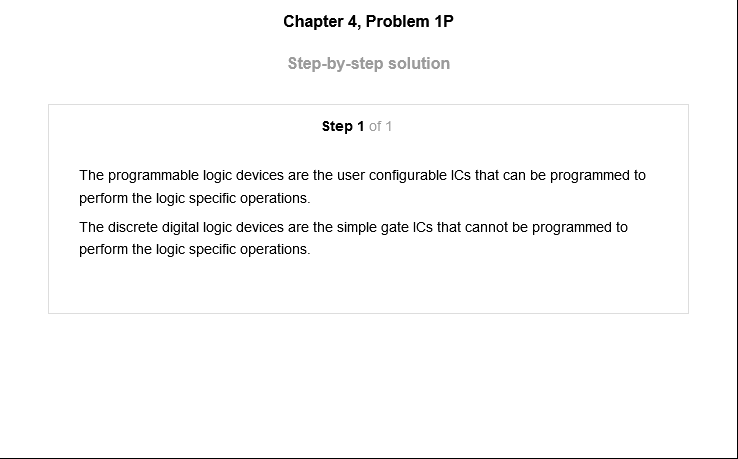 Chapter 4, Problem 1P
Step-by-step solution
Step 1 of 1
The programmable logic devices are the user configurable ICs that can be programmed to
perform the logic specific operations.
The discrete digital logic devices are the simple gate ICs that cannot be programmed to
perform the logic specific operations.